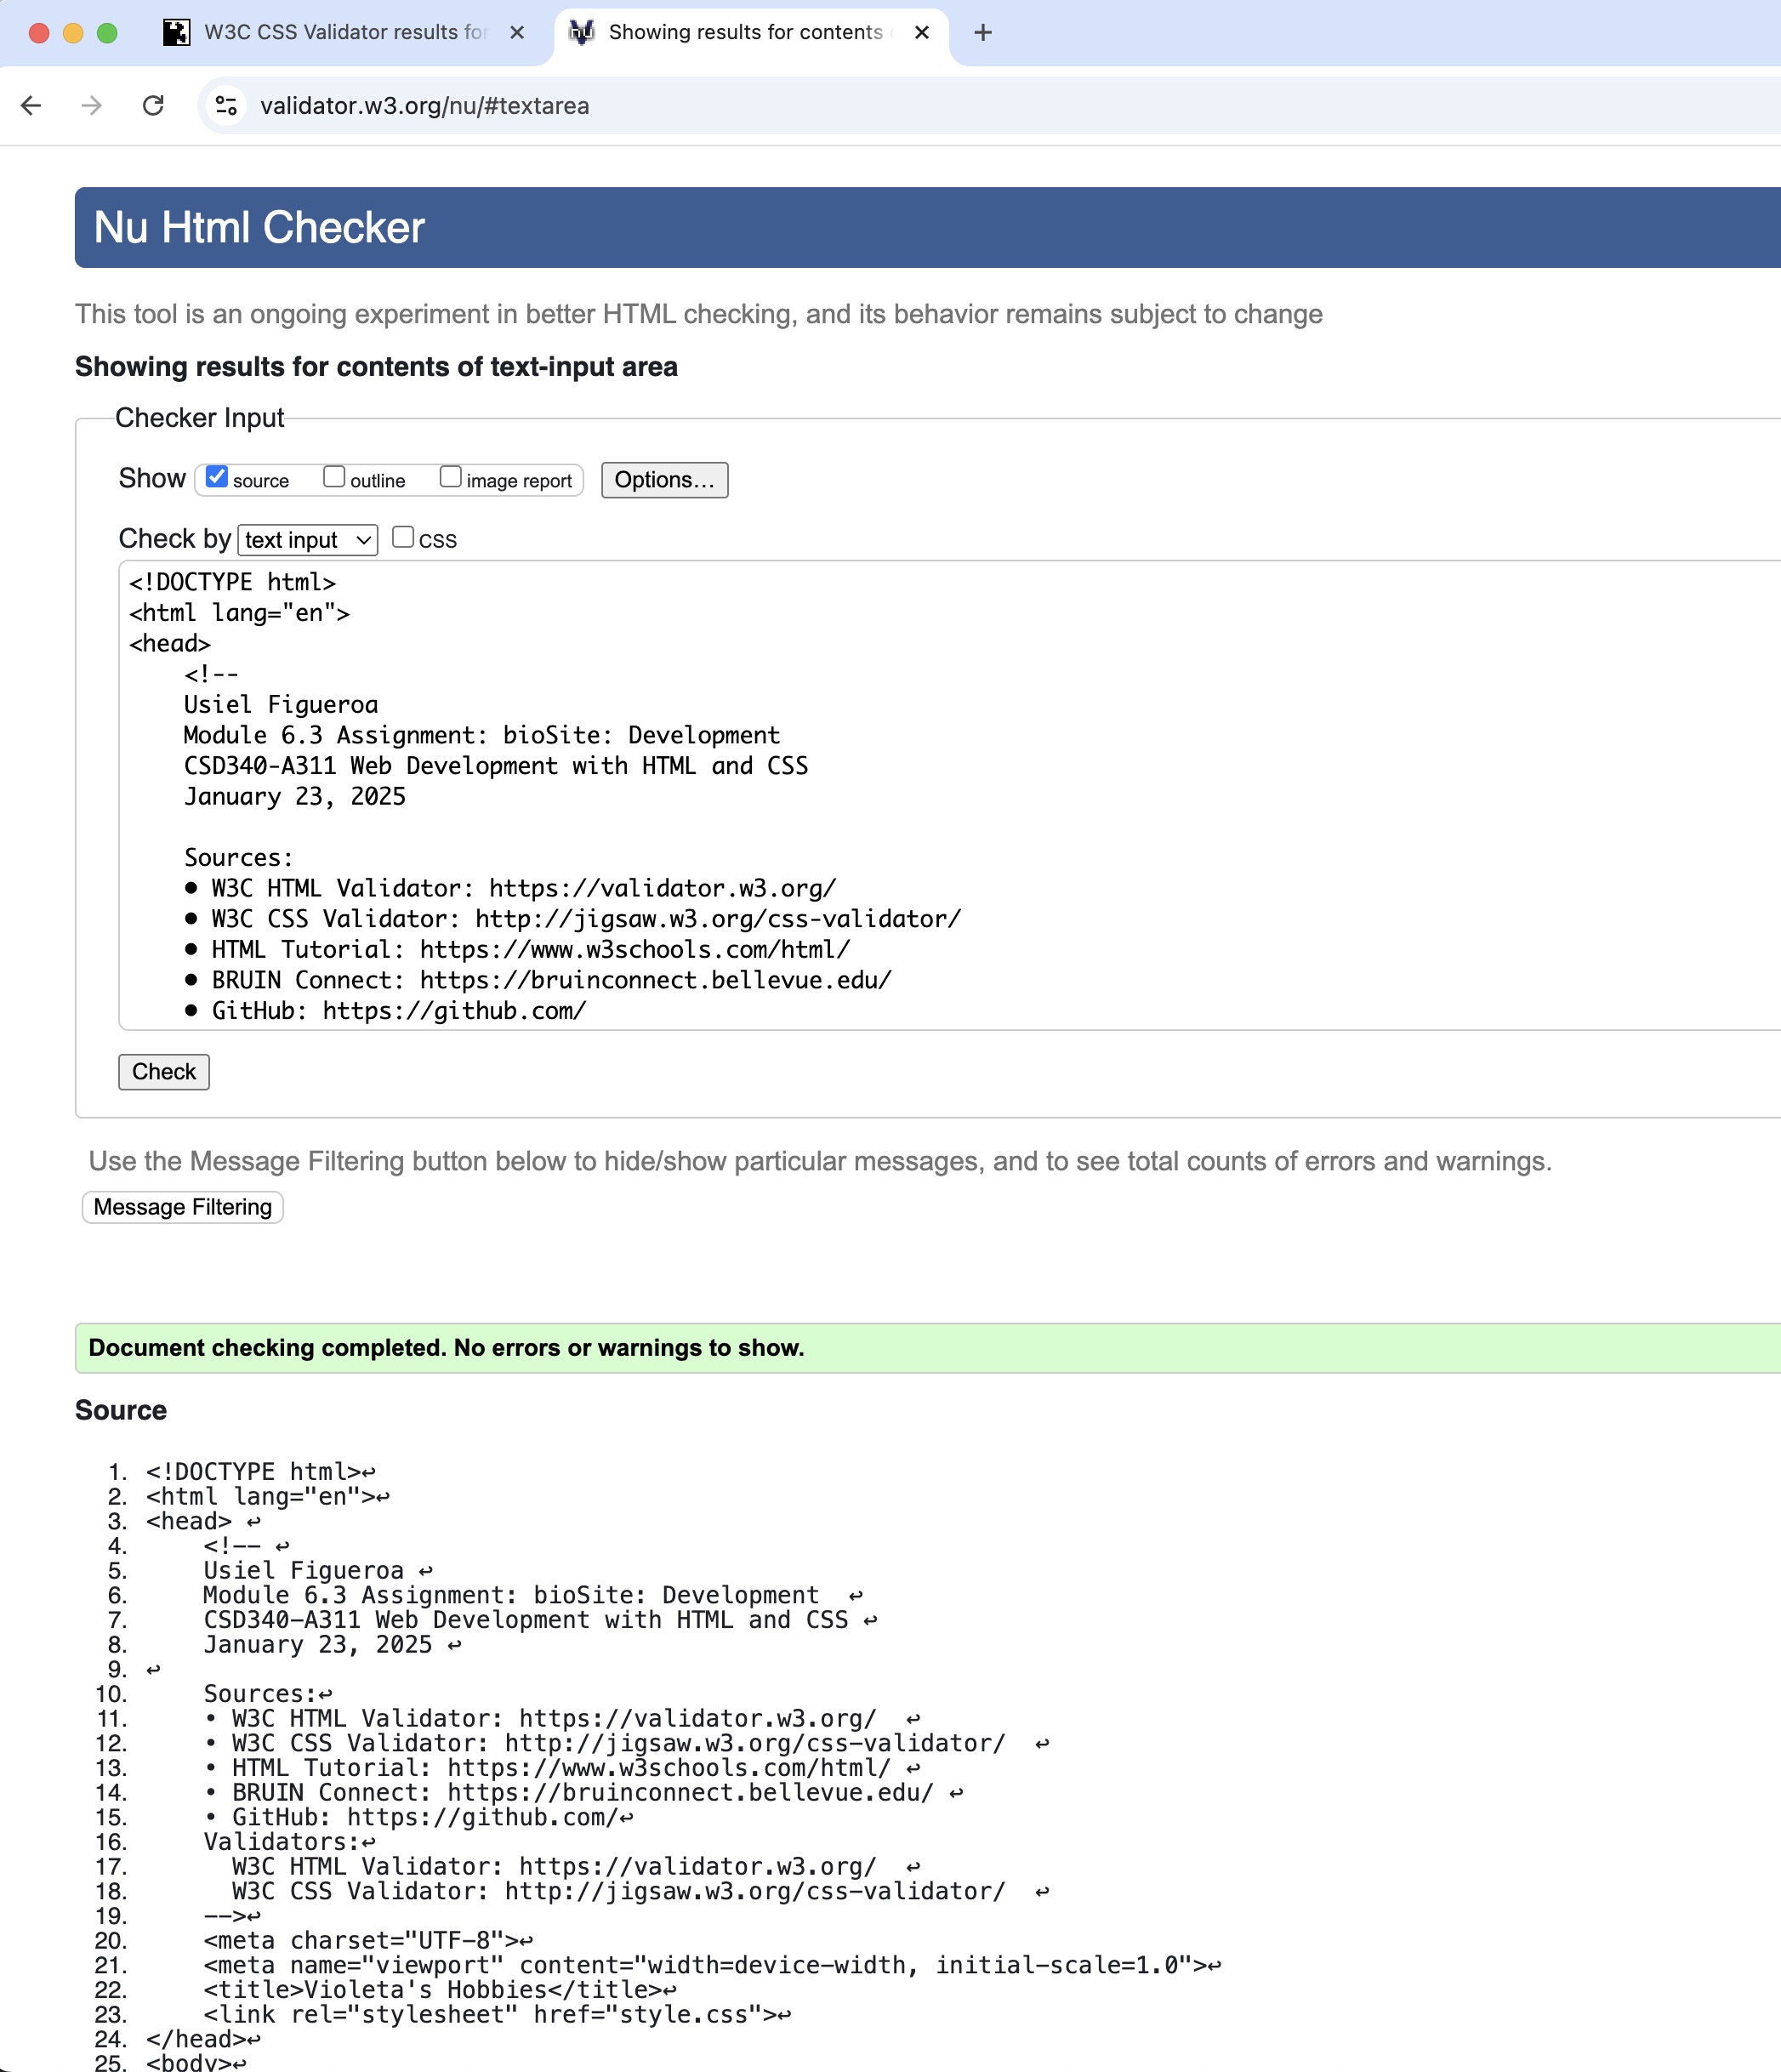 W3C CSS Validator results for
Showing results for contents
validator.w3.org/nu/#textarea
Nu Html Checker
This tool is an ongoing experiment in better HTML checking, and its behavior remains subject to change
Showing results for contents of text-input area
Checker Input
Show source outline image report Options...
Check by text input CSS
<!DOCTYPE html>
<html lang="en">
<head>
<!--
Usiel Figueroa
Module 6.3 Assignment: bioSite: Development
CSD340-A311 Web Development with HTML and CSS
January 23, 2025
Sources:
● W3C HTML Validator: https://validator.w3.org/
● W3C CSS Validator: http://jigsaw.w3.org/css-validator/
● HTML Tutorial: https://www.w3schools.com/html/
● BRUIN Connect: https://bruinconnect.bellevue.edu/
● GitHub: https://github.com/
Check
Use the Message Filtering button below to hide/show particular messages, and to see total counts of errors and warnings.
Message Filtering
Document checking completed. No errors or warnings to show.
Source
1. <!DOCTYPE html>↩
2. <html lang="en">↩
3. <head> ↩
4. <!-- ↩
5. Usiel Figueroa ↩
6. Module 6.3 Assignment: bioSite: Development ↩
7. CSD340-A311 Web Development with HTML and CSS ↩
8. January 23, 2025 ↩
9. ↩
10. Sources:↩
11. • W3C HTML Validator: https://validator.w3.org/ ↩
12. • W3C CSS Validator: http://jigsaw.w3.org/css-validator/ ↩
13. • HTML Tutorial: https://www.w3schools.com/html/ ↩
14. • BRUIN Connect: https://bruinconnect.bellevue.edu/ ↩
15. • GitHub: https://github.com/↩
16. Validators:↩
17. W3C HTML Validator: https://validator.w3.org/ ↩
18. W3C CSS Validator: http://jigsaw.w3.org/css-validator/ ↩
19. -->↩
20. <meta charset="UTF-8">↩
21. <meta name="viewport" content="width=device-width, initial-scale=1.0">↩
22. <title>Violeta's Hobbies</title>↩
23. <link rel="stylesheet" href="style.css">↩
24. </head>↩
25. <body>↩